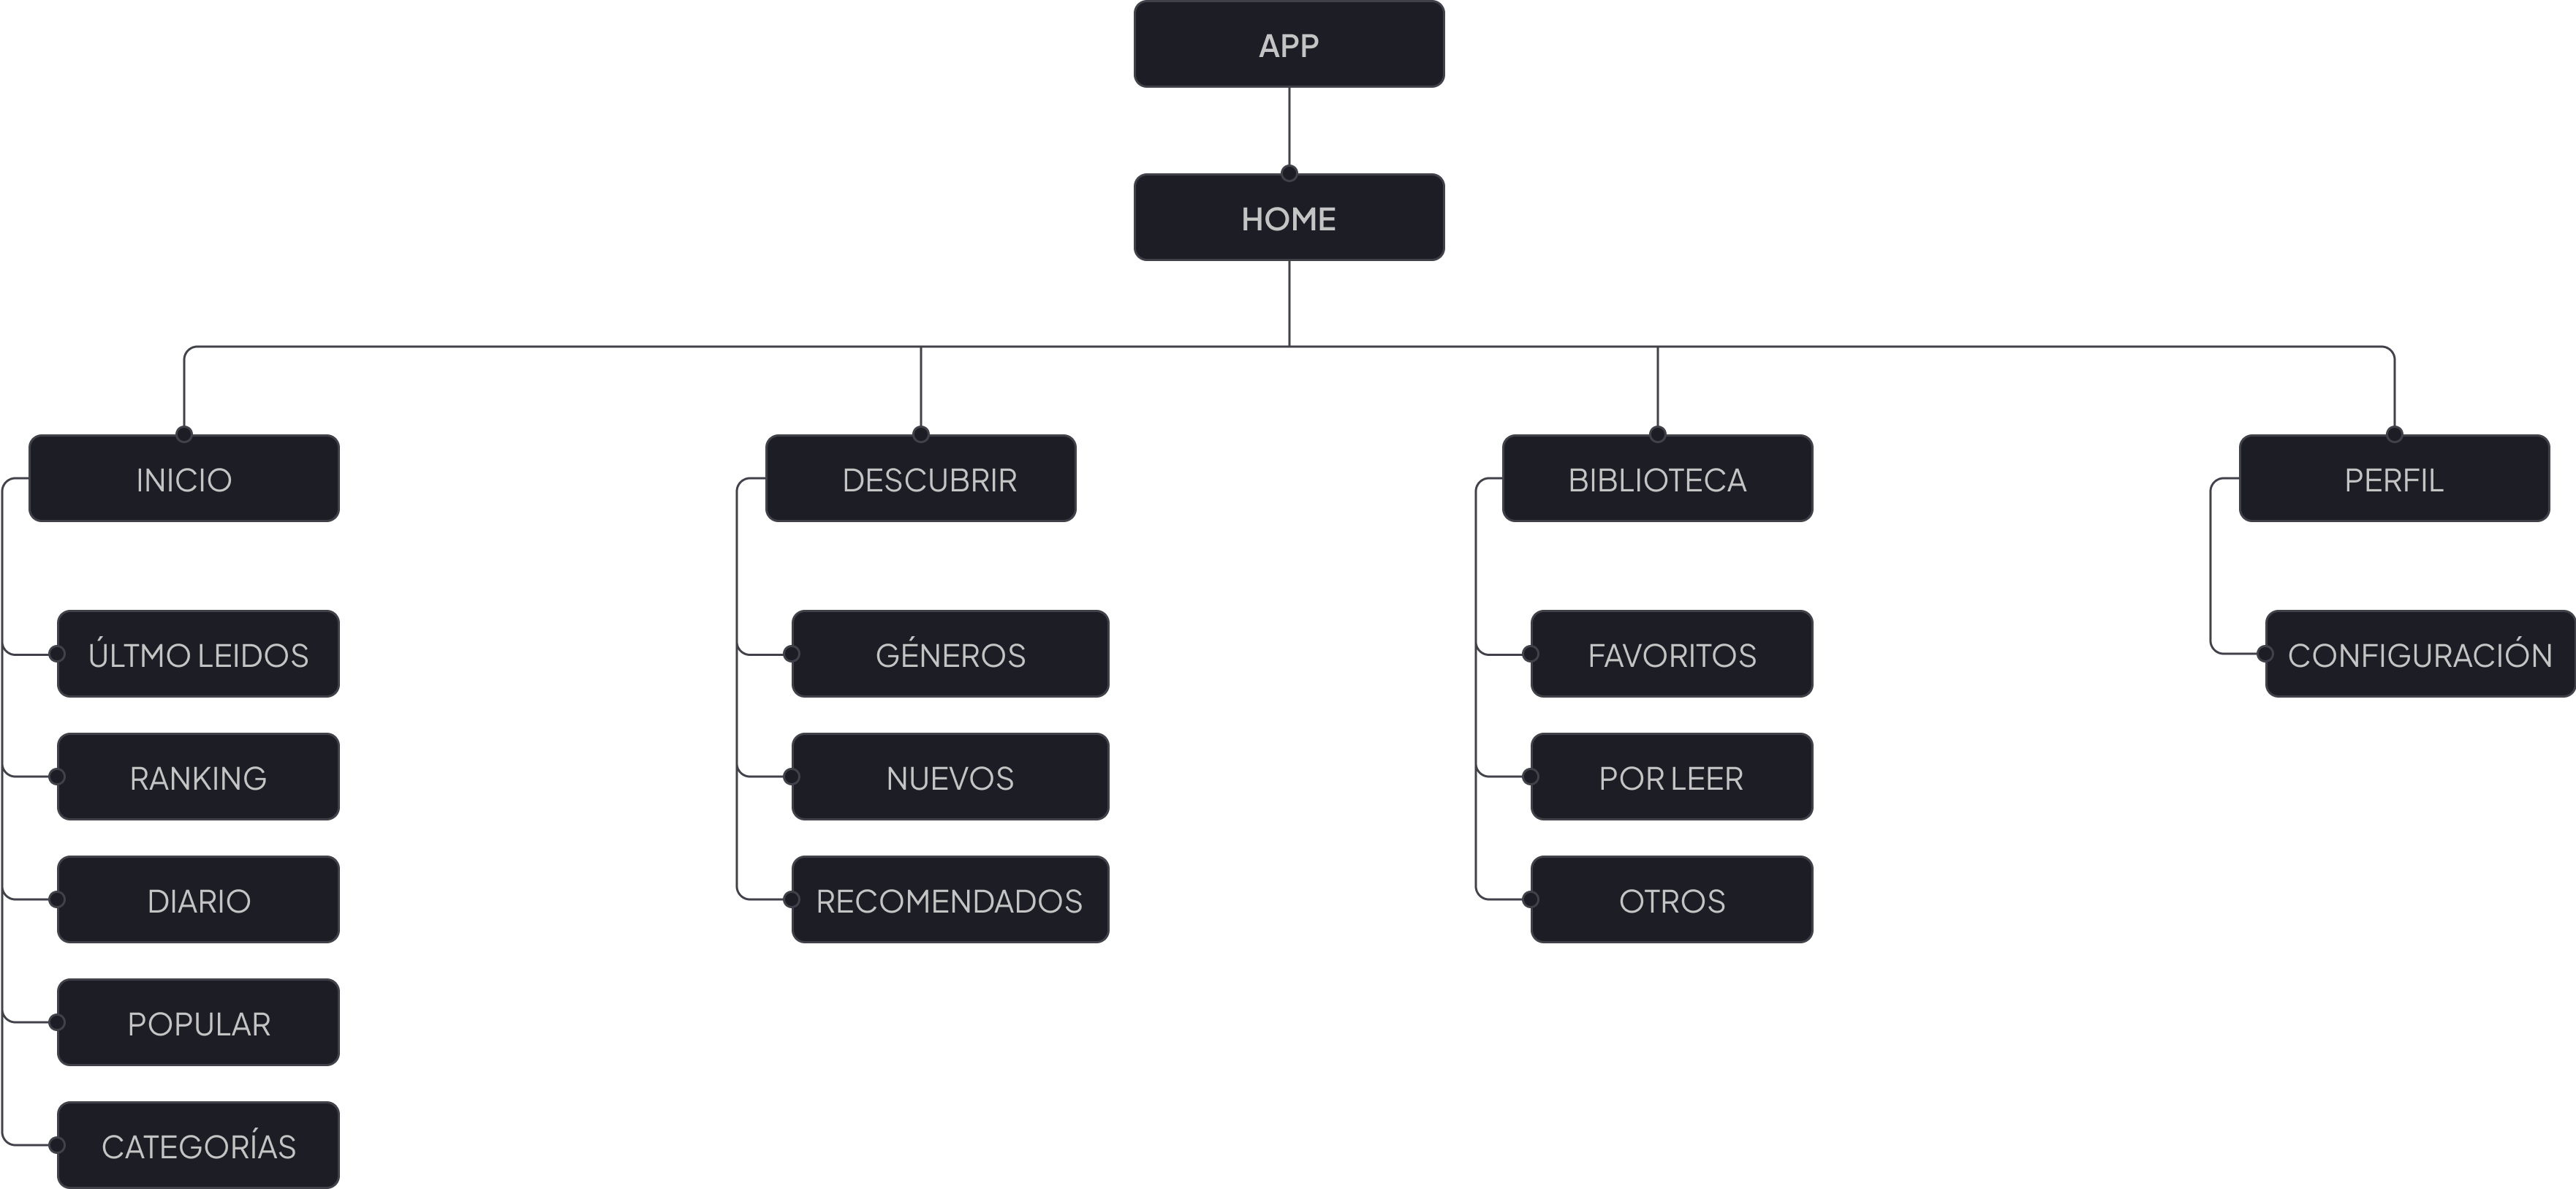 APP
HOME
INICIO
DESCUBRIR
BIBLIOTECA
PERFIL
ÚLTMO LEIDOS
GÉNEROS
FAVORITOS
CONFIGURACIÓN
RANKING
NUEVOS
POR LEER
DIARIO
RECOMENDADOS
OTROS
POPULAR
CATEGORÍAS